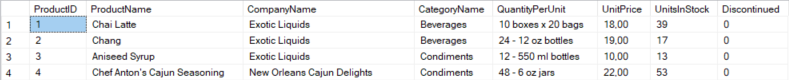 ProductID ProductName CompanyName CategoryName QuantityPerUnit UnitPrice UnitsInStock Discontinued
1 1 Chai Latte Exotic Liquids Beverages 10 boxes x 20 bags 18,00 39 0
2 2 Chang Exotic Liquids Beverages 24 - 12 oz bottles 19,00 17 0
3 3 Aniseed Syrup Exotic Liquids Condiments 12 - 550 ml bottles 10,00 13 0
4 4 Chef Anton's Cajun Seasoning New Orleans Cajun Delights Condiments 48 - 6 oz jars 22,00 53 0